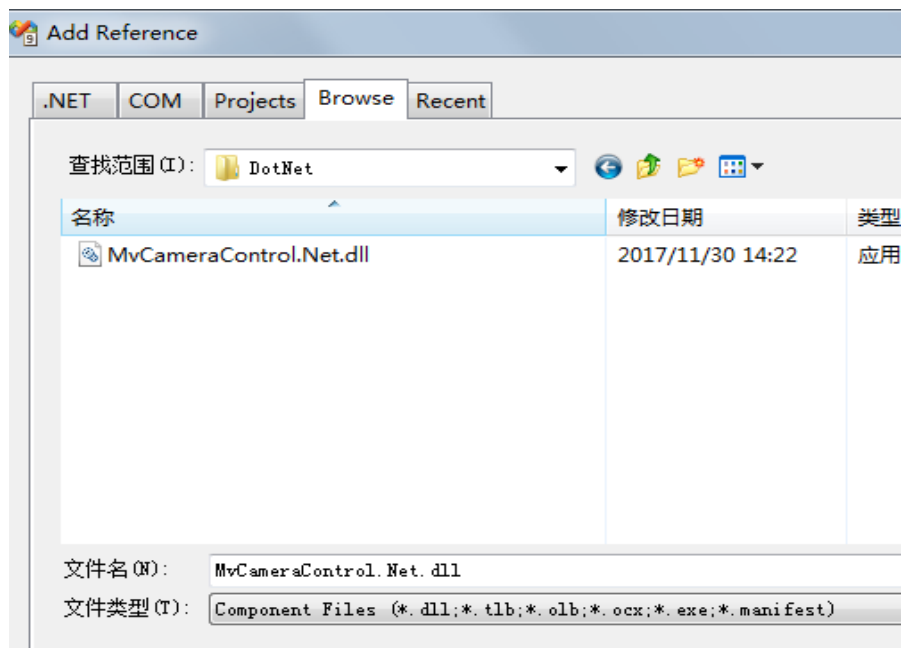 Add Reference
.NET COM Projects Browse Recent
查找范围(I): DotNet
名称 修改日期 类型
MvCameraControl.Net.dll 2017/11/30 14:22 应用
文件名(N): MvCameraControl.Net.dll
文件类型(T): Component Files (*.dll;*.tlb;*.olb;*.ocx;*.exe;*.manifest)